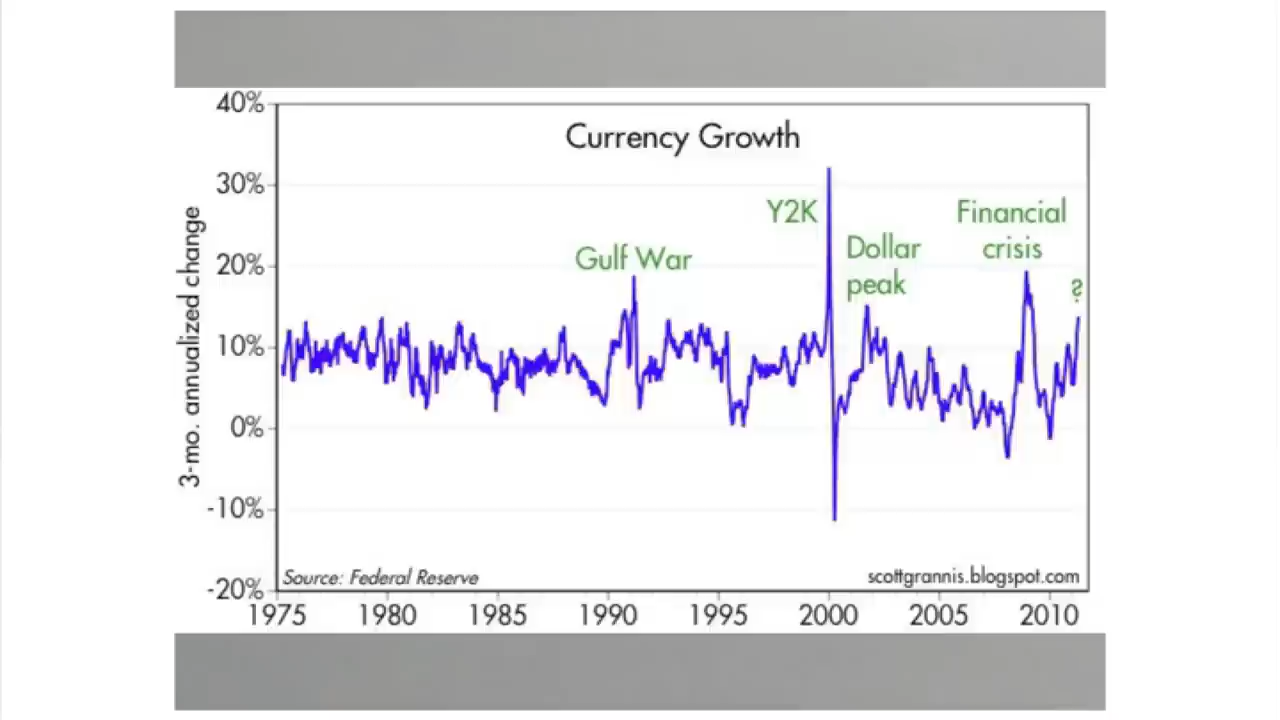 Currency Growth
40%
30%
20%
10%
0%
-10%
-20%
3-mo. annualized change
Gulf War
Y2K
Dollar
peak
Financial
crisis
?
Source: Federal Reserve
scottgrannis.blogspot.com
1975 1980 1985 1990 1995 2000 2005 2010